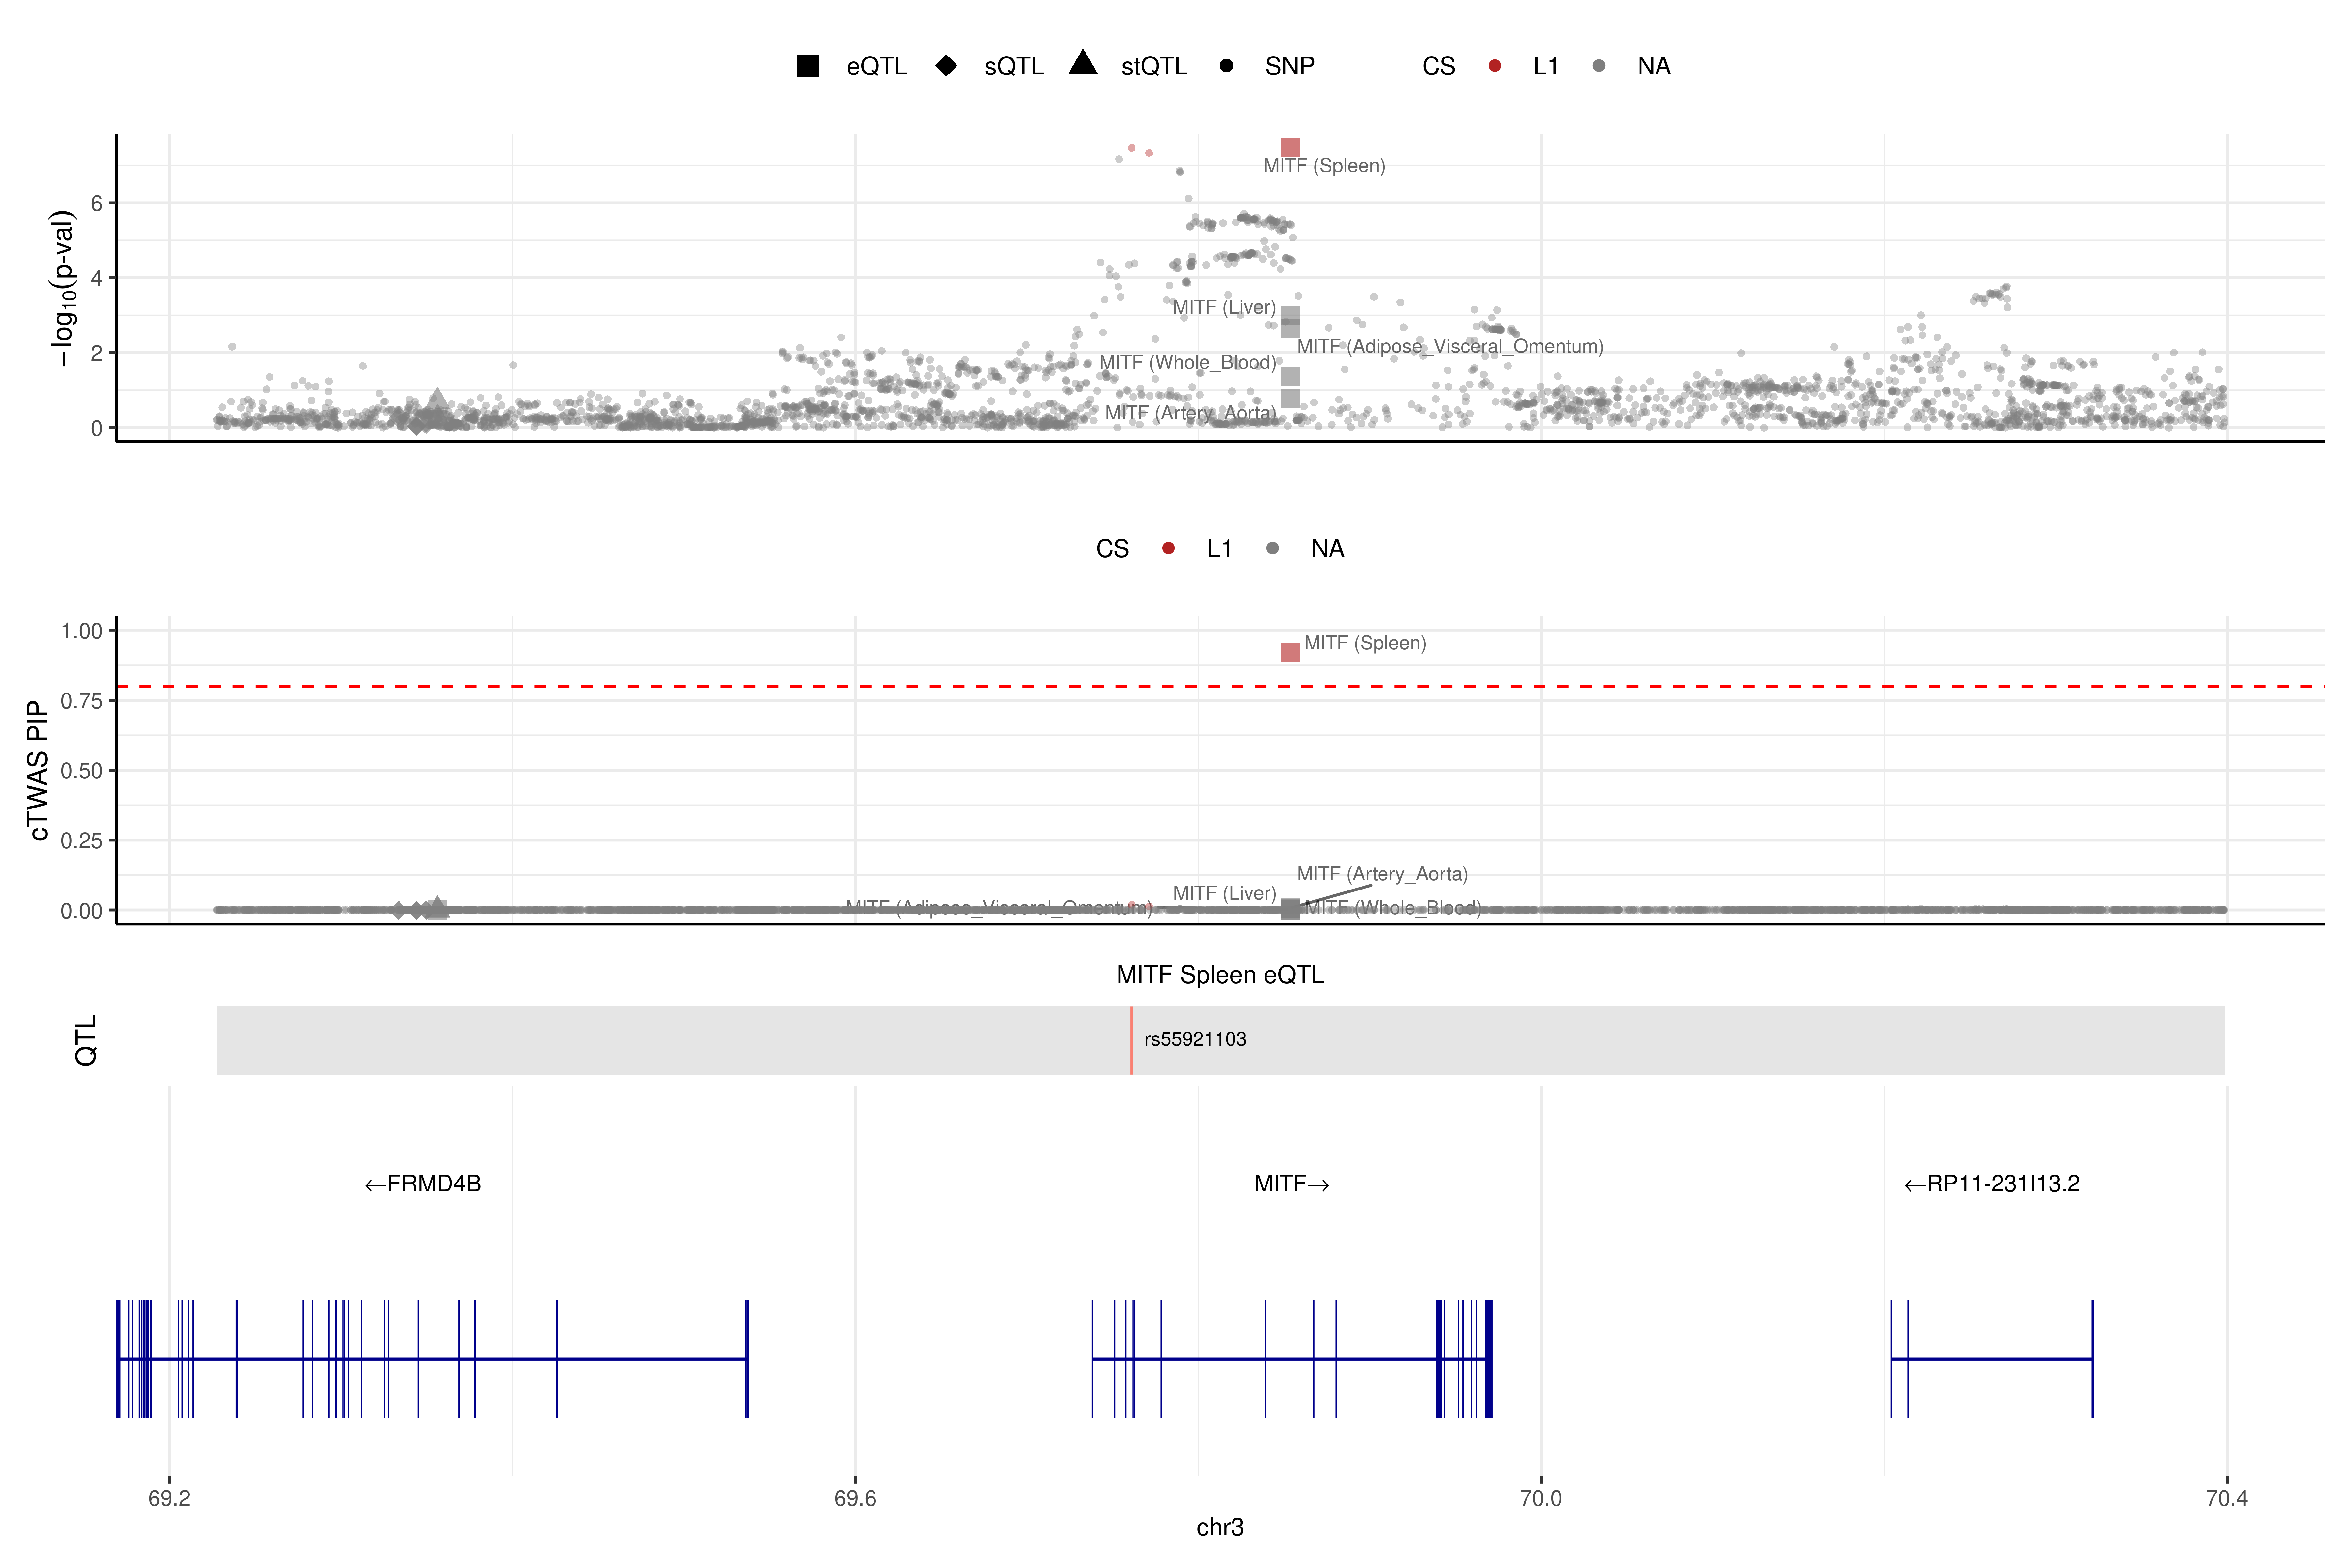 eQTL sQTL stQTL SNP CS L1 NA
−log10(p-val)
6
4
2
0
MITF (Spleen)
MITF (Liver)
MITF (Adipose_Visceral_Omentum)
MITF (Whole_Blood)
MITF (Artery_Aorta)
CS L1 NA
cTWAS PIP
1.00
0.75
0.50
0.25
0.00
MITF (Spleen)
MITF (Artery_Aorta)
MITF (Liver)
MITF (Adipose_Visceral_Omentum)
MITF (Whole_Blood)
MITF Spleen eQTL
QTL
rs55921103
←FRMD4B MITF→ ←RP11-231I13.2
69.2 69.6 70.0 70.4
chr3